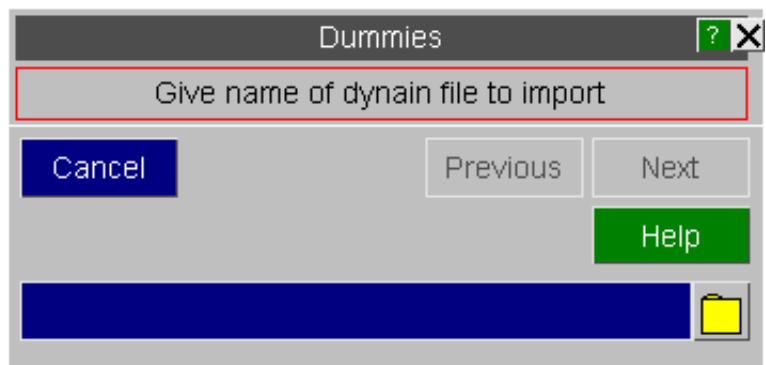 Dummies ?
Give name of dynain file to import
Cancel Previous Next
Help